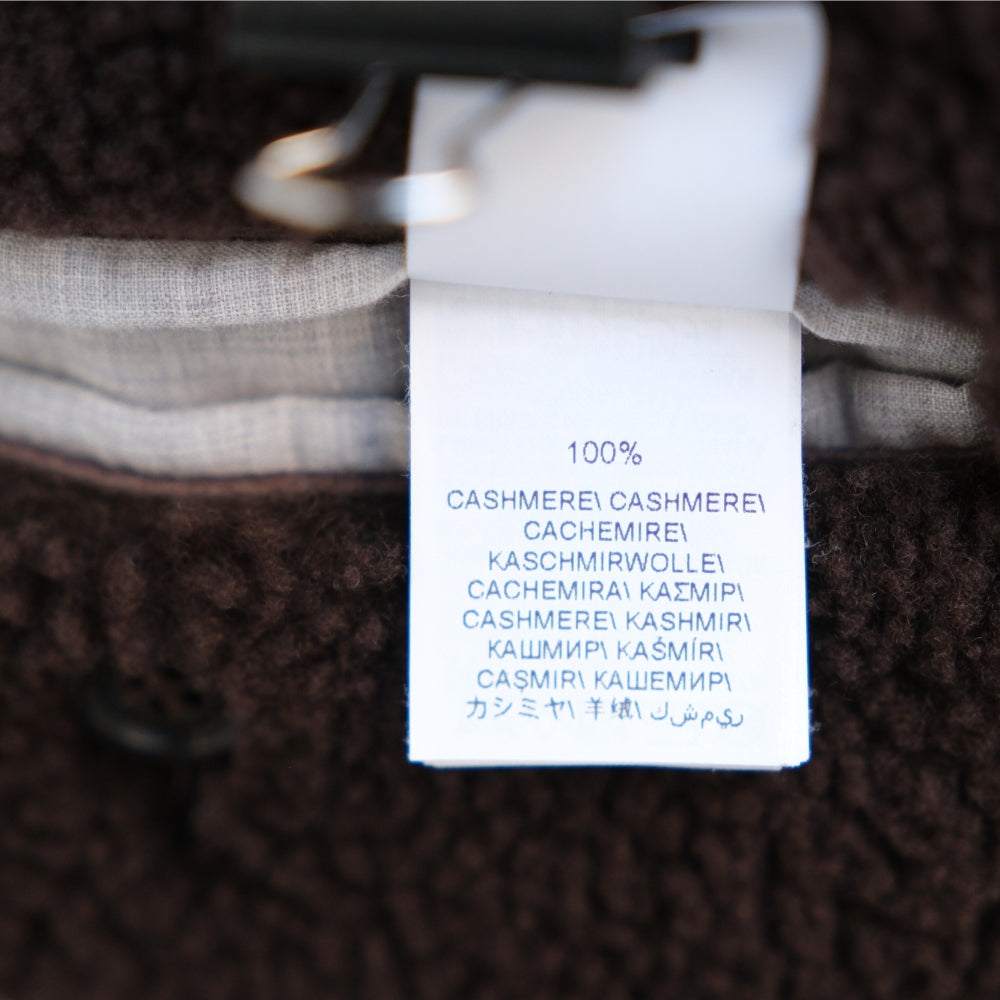 100%
CASHMERE\ CASHMERE\
CACHEMIRE\
KASCHMIRWOLLE\
CACHEMIRA\ ΚΑΣΜΙΡ\
CASHMERE\ KASHMIR\
КАШМИР\ KAŚMÍR\
CAŞMIR\ КАШЕМИР\
カシミヤ\ 羊绒\ ك ش م ي ر